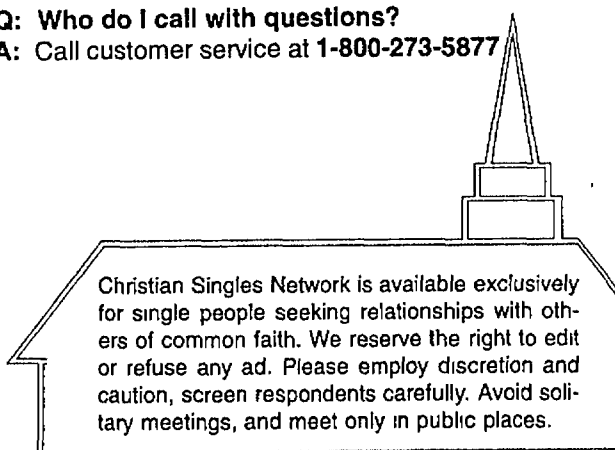 Q: Who do I call with questions?
A: Call customer service at 1-800-273-5877
Christian Singles Network is available exclusively
for single people seeking relationships with oth-
ers of common faith. We reserve the right to edit
or refuse any ad. Please employ discretion and
caution, screen respondents carefully. Avoid soli-
tary meetings, and meet only in public places.